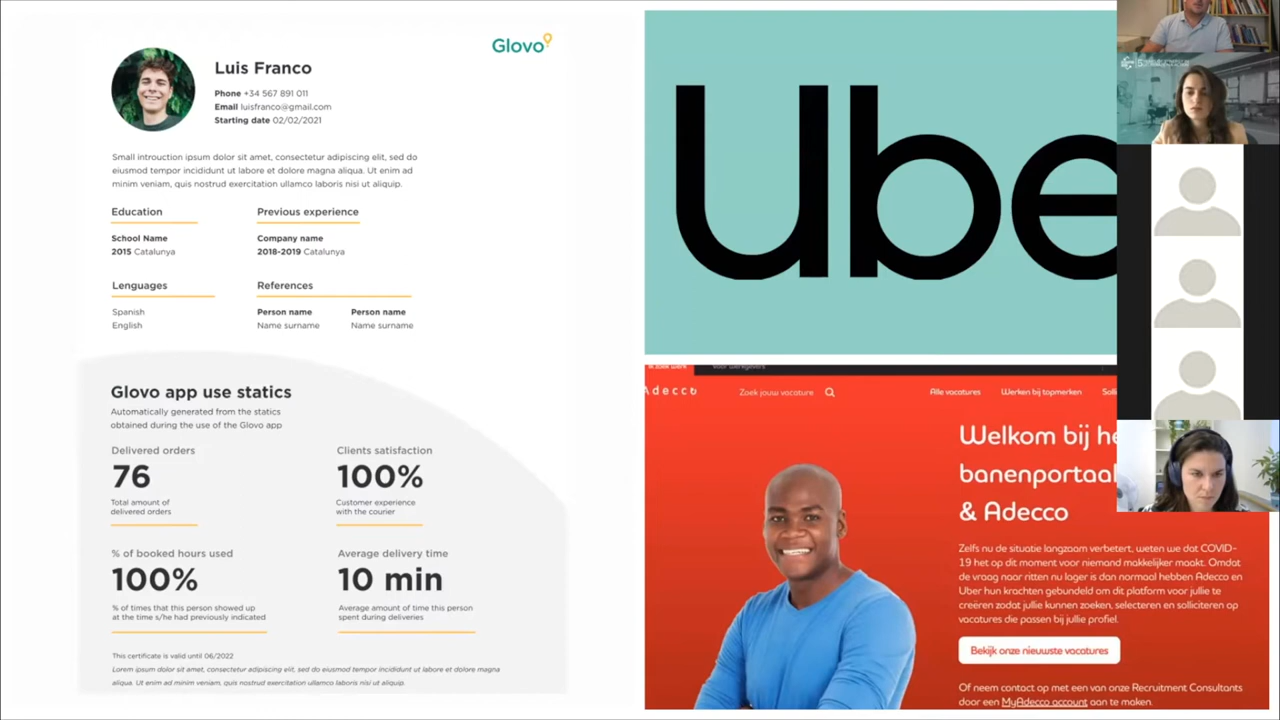 Glovo
Luis Franco
Phone +34 567 891 011
Email luisfranco@gmail.com
Starting date 02/02/2021
Small introuction ipsum dolor sit amet, consectetur adipiscing elit, sed do
eiusmod tempor incididunt ut labore et dolore magna aliqua. Ut enim ad
minim veniam, quis nostrud exercitation ullamco laboris nisi ut aliquip.
Education
School Name
2015 Catalunya
Previous experience
Company name
2018-2019 Catalunya
Lenguages
Spanish
English
References
Person name
Name surname
Person name
Name surname
Glovo app use statics
Automatically generated from the statics
obtained during the use of the Glovo app
Delivered orders
76
Total amount of
delivered orders
Clients satisfaction
100%
Customer experience
with the courier
% of booked hours used
100%
% of times that this person showed up
at the time s/he had previously indicated
Average delivery time
10 min
Average amount of time this person
spent during deliveries
This certificate is valid until 06/2022
Lorem ipsum dolor sit amet, consectetur adipiscing elit, sed do eiusmod tempor incididunt ut labore et dolore magna
aliqua. Ut enim ad minim veniam, quis nostrud exercitation ullamco laboris nisi ut aliquip
Ube
Adecco
Zoek jouw vacature
Alle vacatures
Werken bij topmerken
Solli
Welkom bij he
banenportaal
& Adecco
Zelfs nu de situatie langzaam verbetert, weten we dat COVID-
19 het op dit moment voor niemand makkelijker maakt. Omdat
de vraag naar ritten nu lager is dan normaal hebben Adecco en
Uber hun krachten gebundeld om dit platform voor jullie te
creëren zodat jullie kunnen zoeken, selecteren en solliciteren op
vacatures die passen bij jullie profiel.
Bekijk onze nieuwste vacatures
Of neem contact op met een van onze Recruitment Consultants
door een MyAdecco account aan te maken.